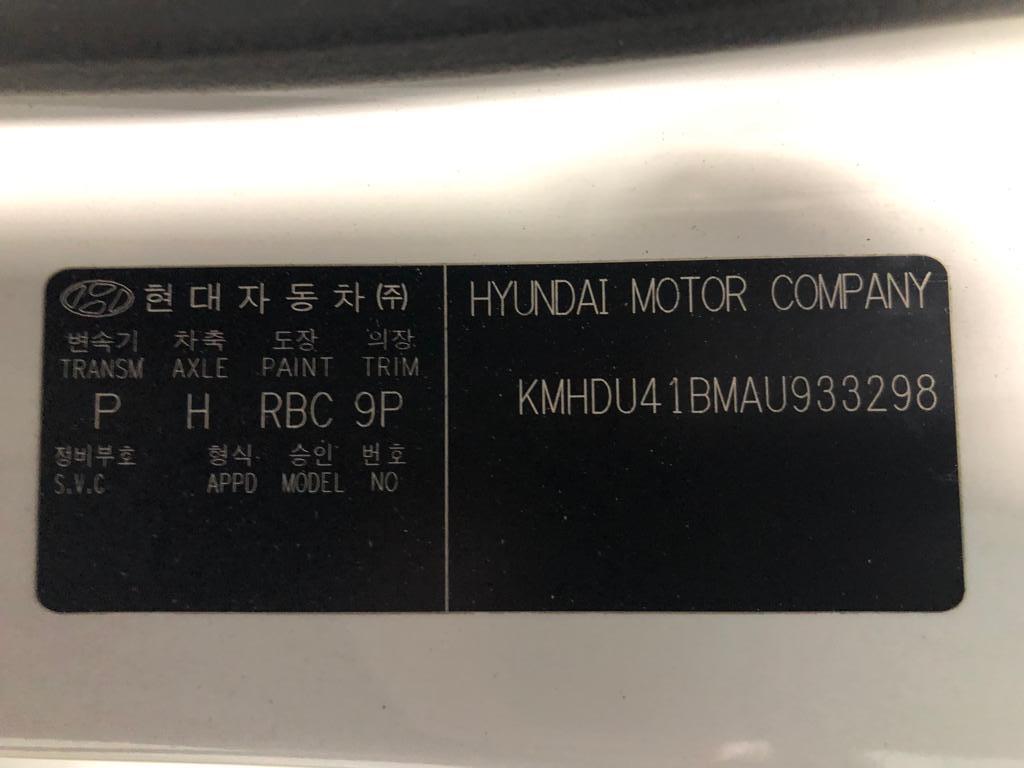 현대자동차㈜
변속기 차축 도장 의장
TRANSM AXLE PAINT TRIM
P H RBC 9P
정비부호 형식 승인 번호
S.V.C APPD MODEL NO
HYUNDAI MOTOR COMPANY
KMHDU41BMAU933298